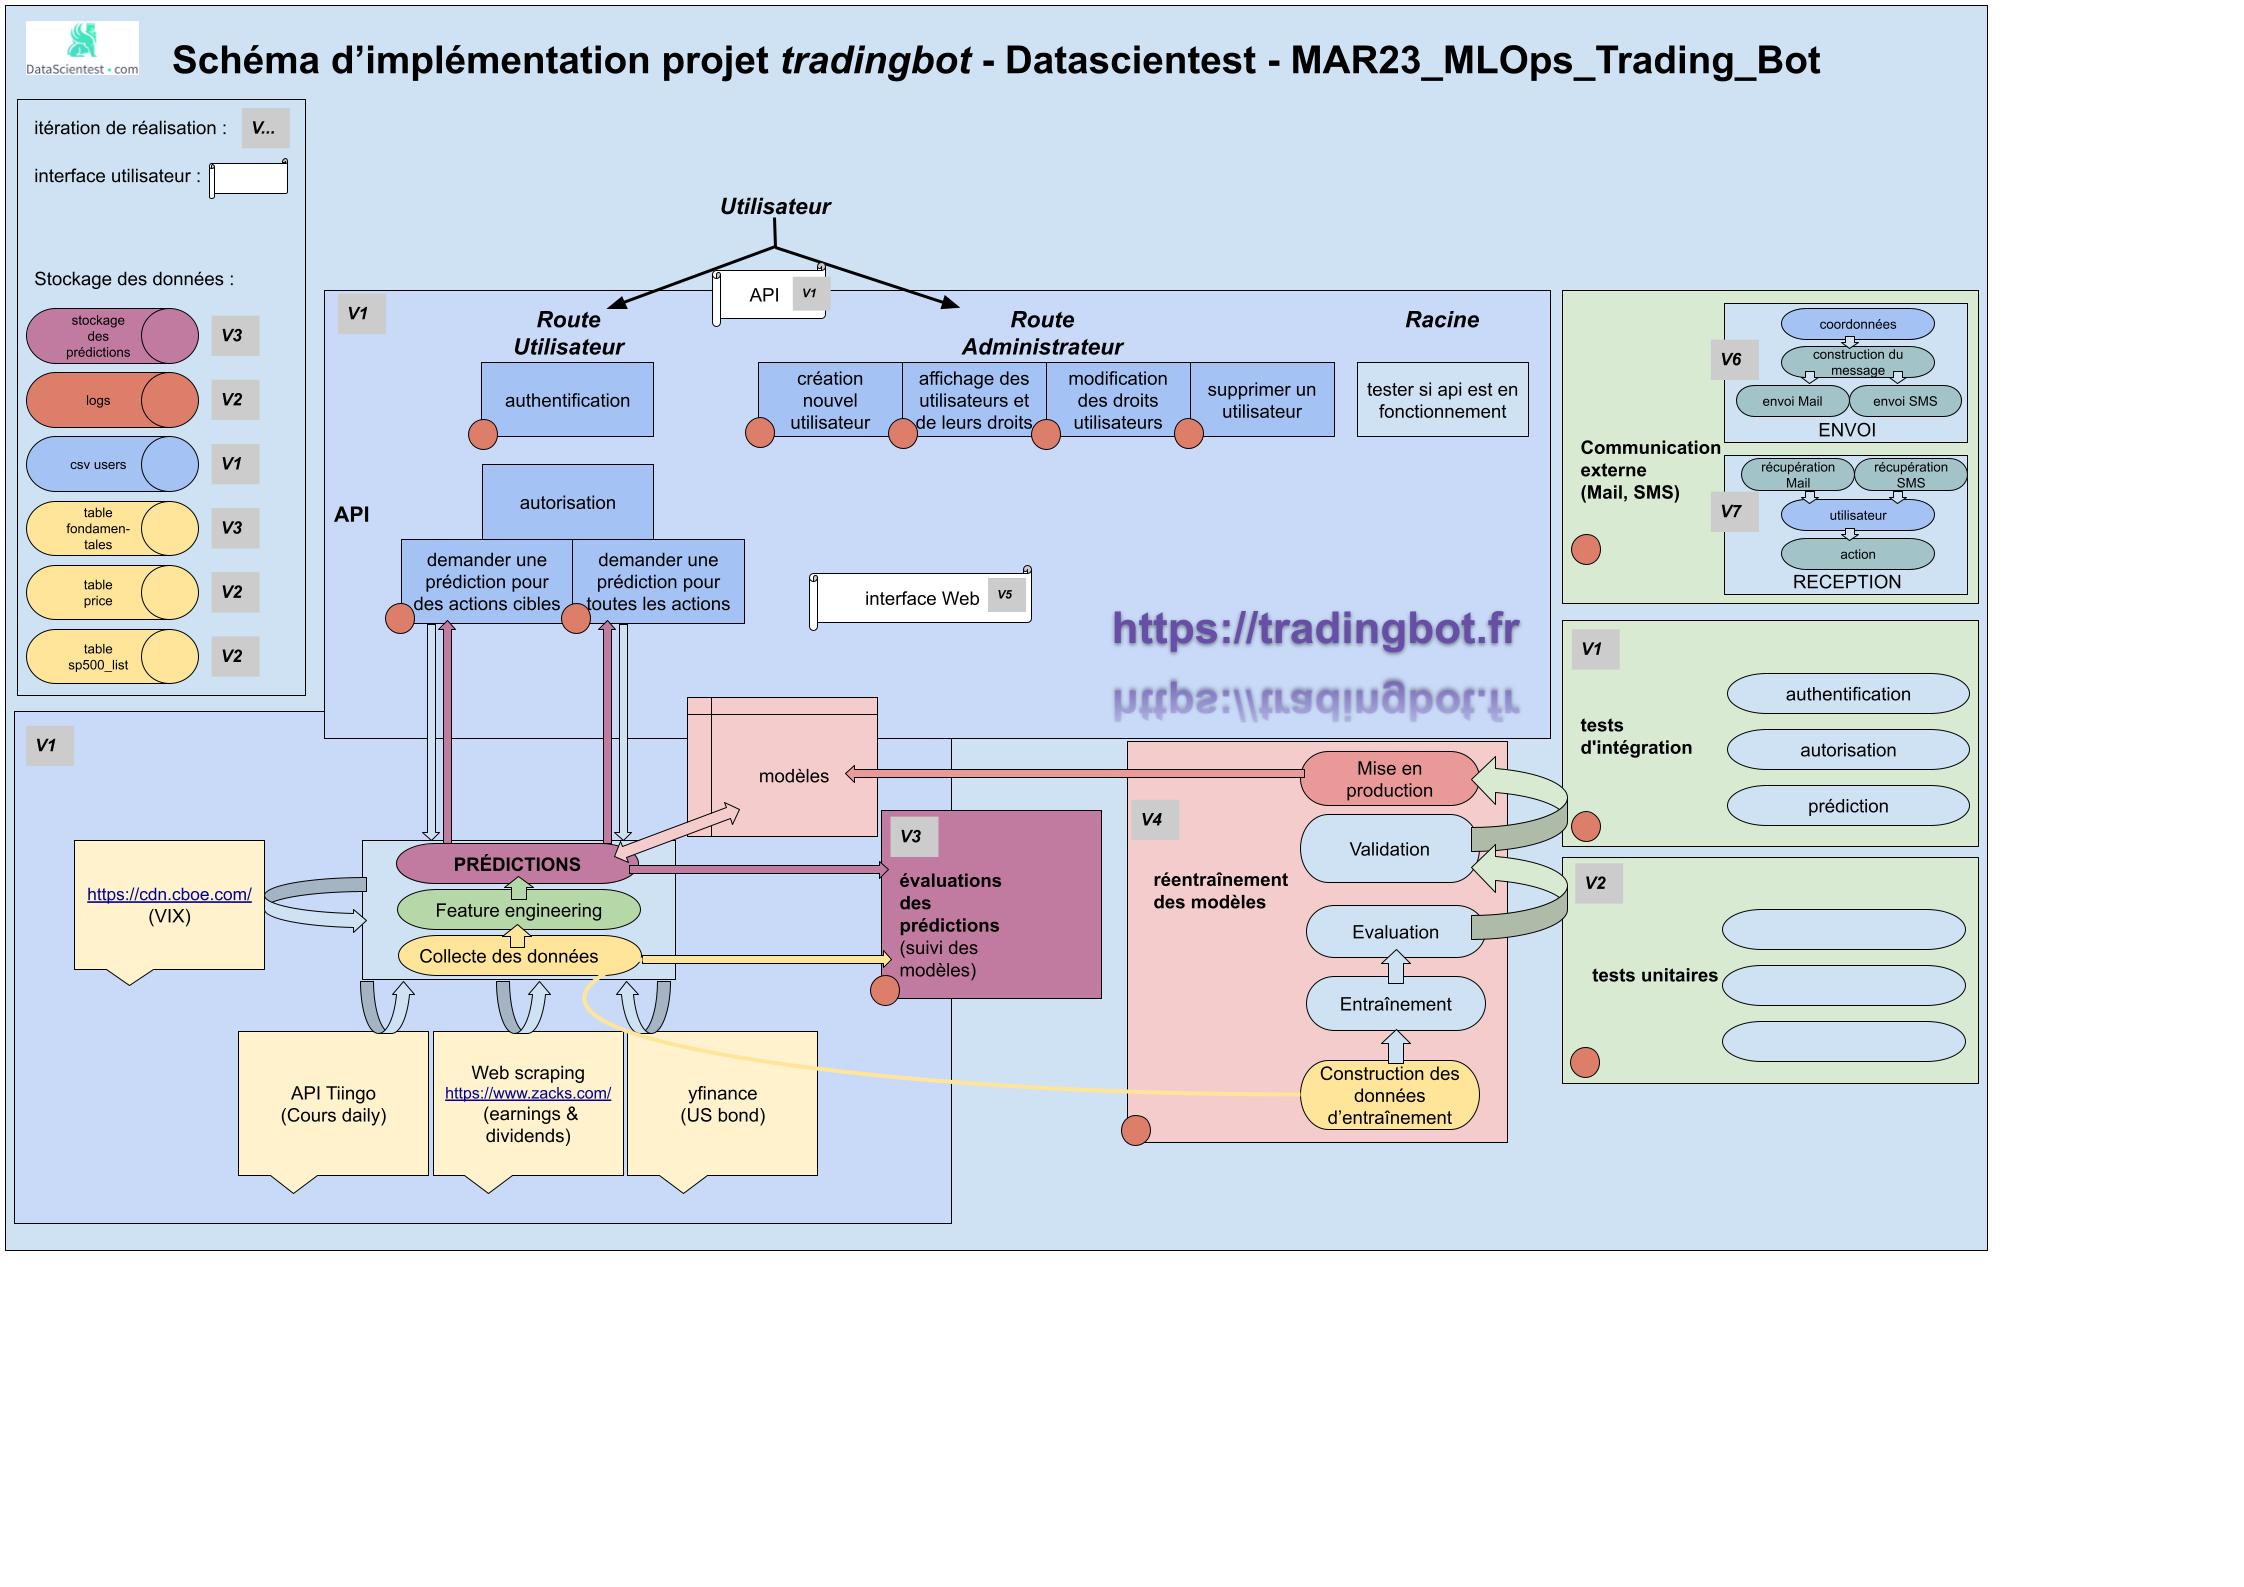 DataScientest • com
Schéma d’implémentation projet tradingbot - Datascientest - MAR23_MLOps_Trading_Bot
itération de réalisation :
V...
interface utilisateur :
Stockage des données :
stockage
des
prédictions
V3
logs
V2
csv users
V1
table
fondamen-
tales
V3
table
price
V2
table
sp500_list
V2
Utilisateur
API
V1
V1
API
Route
Utilisateur
authentification
autorisation
demander une
prédiction pour
des actions cibles
demander une
prédiction pour
toutes les actions
Route
Administrateur
création
nouvel
utilisateur
affichage des
utilisateurs et
de leurs droits
modification
des droits
utilisateurs
supprimer un
utilisateur
Racine
tester si api est en
fonctionnement
interface Web
V5
https://tradingbot.fr
https://tradingbot.fr
Communication
externe
(Mail, SMS)
V6
coordonnées
construction du
message
envoi Mail
envoi SMS
ENVOI
V7
récupération
Mail
récupération
SMS
utilisateur
action
RECEPTION
V1
tests
d'intégration
authentification
autorisation
prédiction
V2
tests unitaires
V1
modèles
https://cdn.cboe.com/
(VIX)
PRÉDICTIONS
Feature engineering
Collecte des données
API Tiingo
(Cours daily)
Web scraping
https://www.zacks.com/
(earnings &
dividends)
yfinance
(US bond)
V3
évaluations
des
prédictions
(suivi des
modèles)
V4
réentraînement
des modèles
Mise en
production
Validation
Evaluation
Entraînement
Construction des
données
d’entraînement